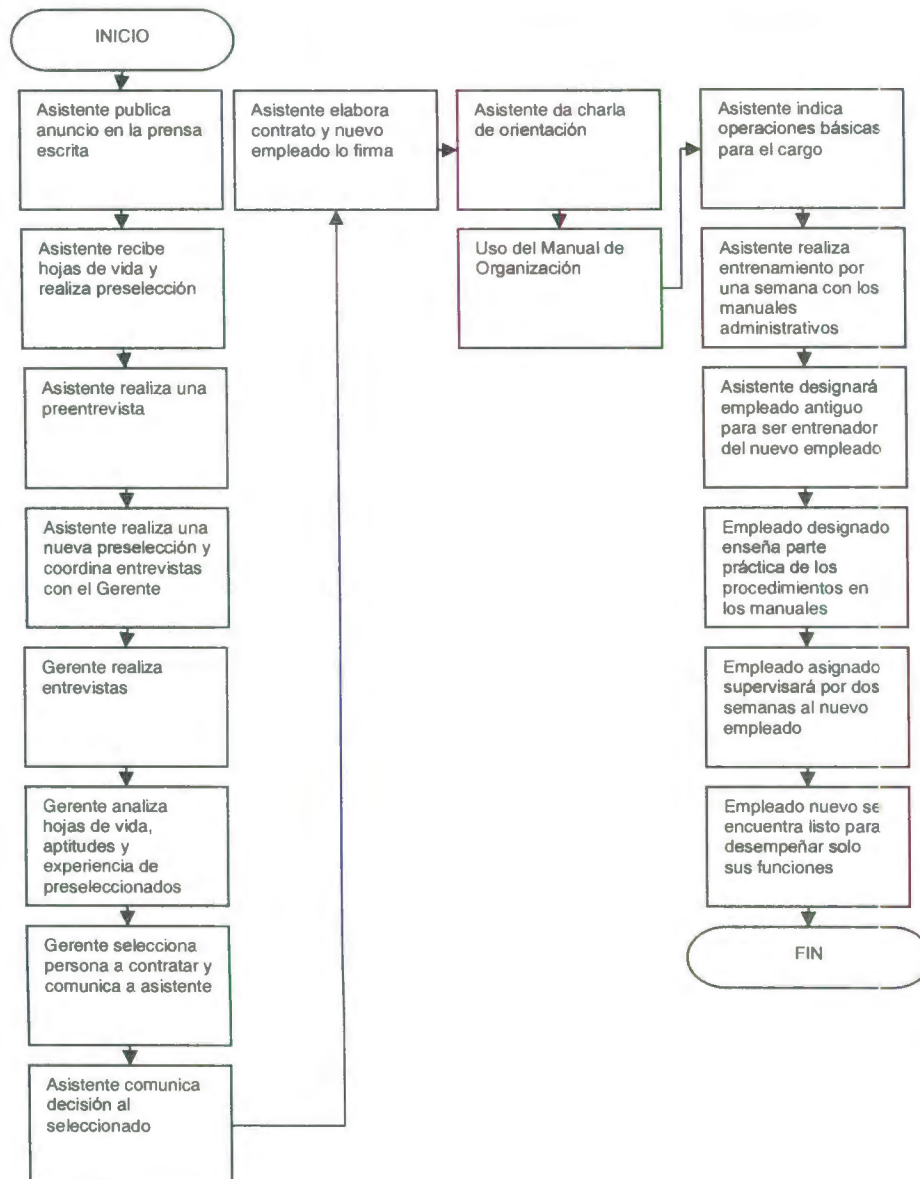 INICIO
Asistente publica
anuncio en la prensa
escrita
Asistente recibe
hojas de vida y
realiza preselección
Asistente realiza una
preentrevista
Asistente realiza una
nueva preselección y
coordina entrevistas
con el Gerente
Gerente realiza
entrevistas
Gerente analiza
hojas de vida,
aptitudes y
experiencia de
preseleccionados
Gerente selecciona
persona a contratar y
comunica a asistente
Asistente comunica
decisión al
seleccionado
Asistente elabora
contrato y nuevo
empleado lo firma
Asistente da charla
de orientación
Uso del Manual de
Organización
Asistente indica
operaciones básicas
para el cargo
Asistente realiza
entrenamiento por
una semana con los
manuales
administrativos
Asistente designará
empleado antiguo
para ser entrenador
del nuevo empleado
Empleado designado
enseña parte
práctica de los
procedimientos en
los manuales
Empleado asignado
supervisará por dos
semanas al nuevo
empleado
Empleado nuevo se
encuentra listo para
desempeñar solo
sus funciones
FIN